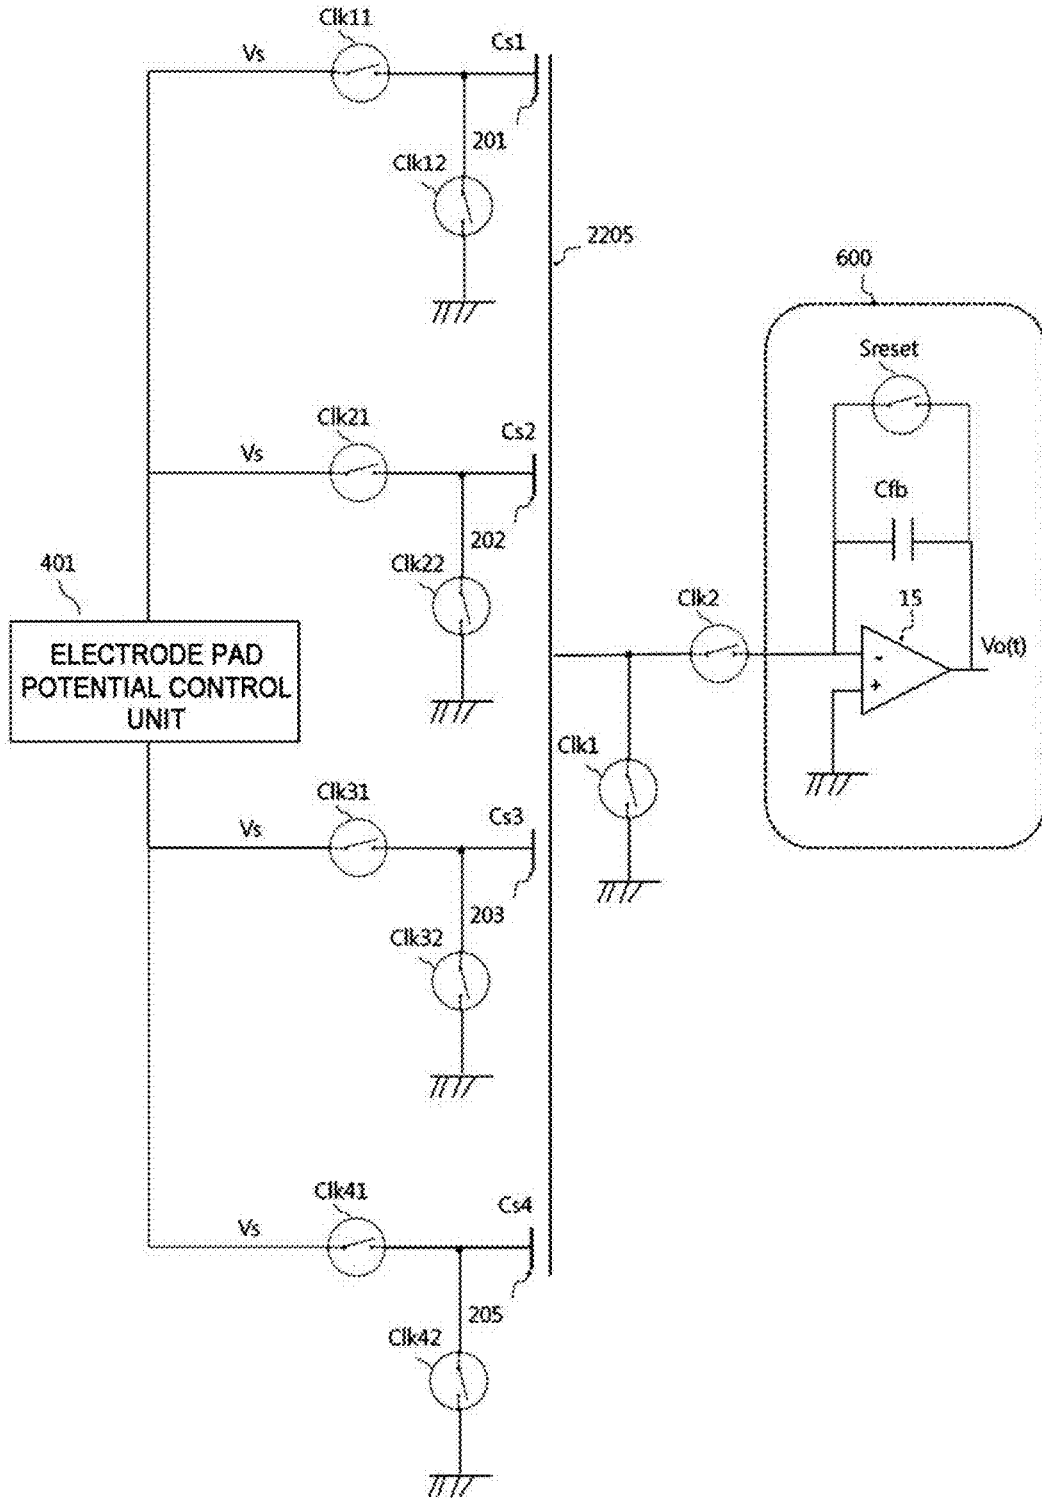 Clk11
Vs
Cs1
201
Clk12
2205
600
Sreset
Clk21
Vs
Cs2
Cfb
202
Clk22
401
Clk2
15
Vo(t)
-
+
ELECTRODE PAD
POTENTIAL CONTROL
UNIT
Clk1
Clk31
Vs
Cs3
203
Clk32
Clk41
Vs
Cs4
205
Clk42